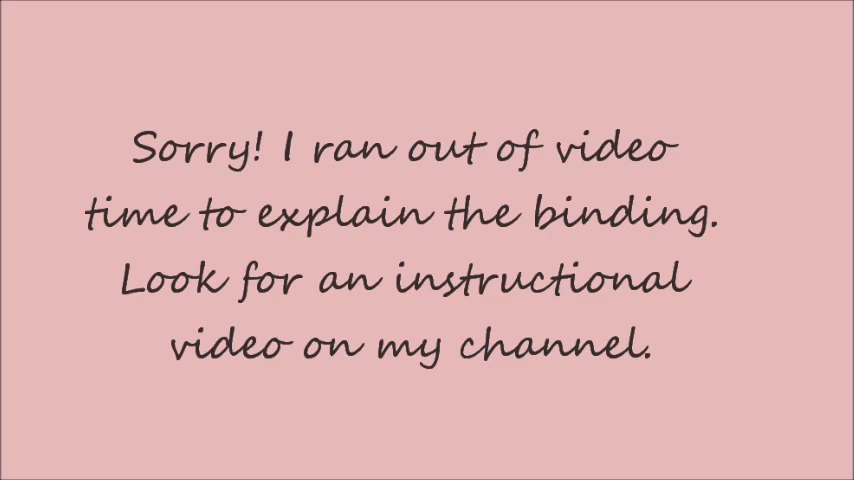 Sorry! I ran out of video
time to explain the binding.
Look for an instructional
video on my channel.